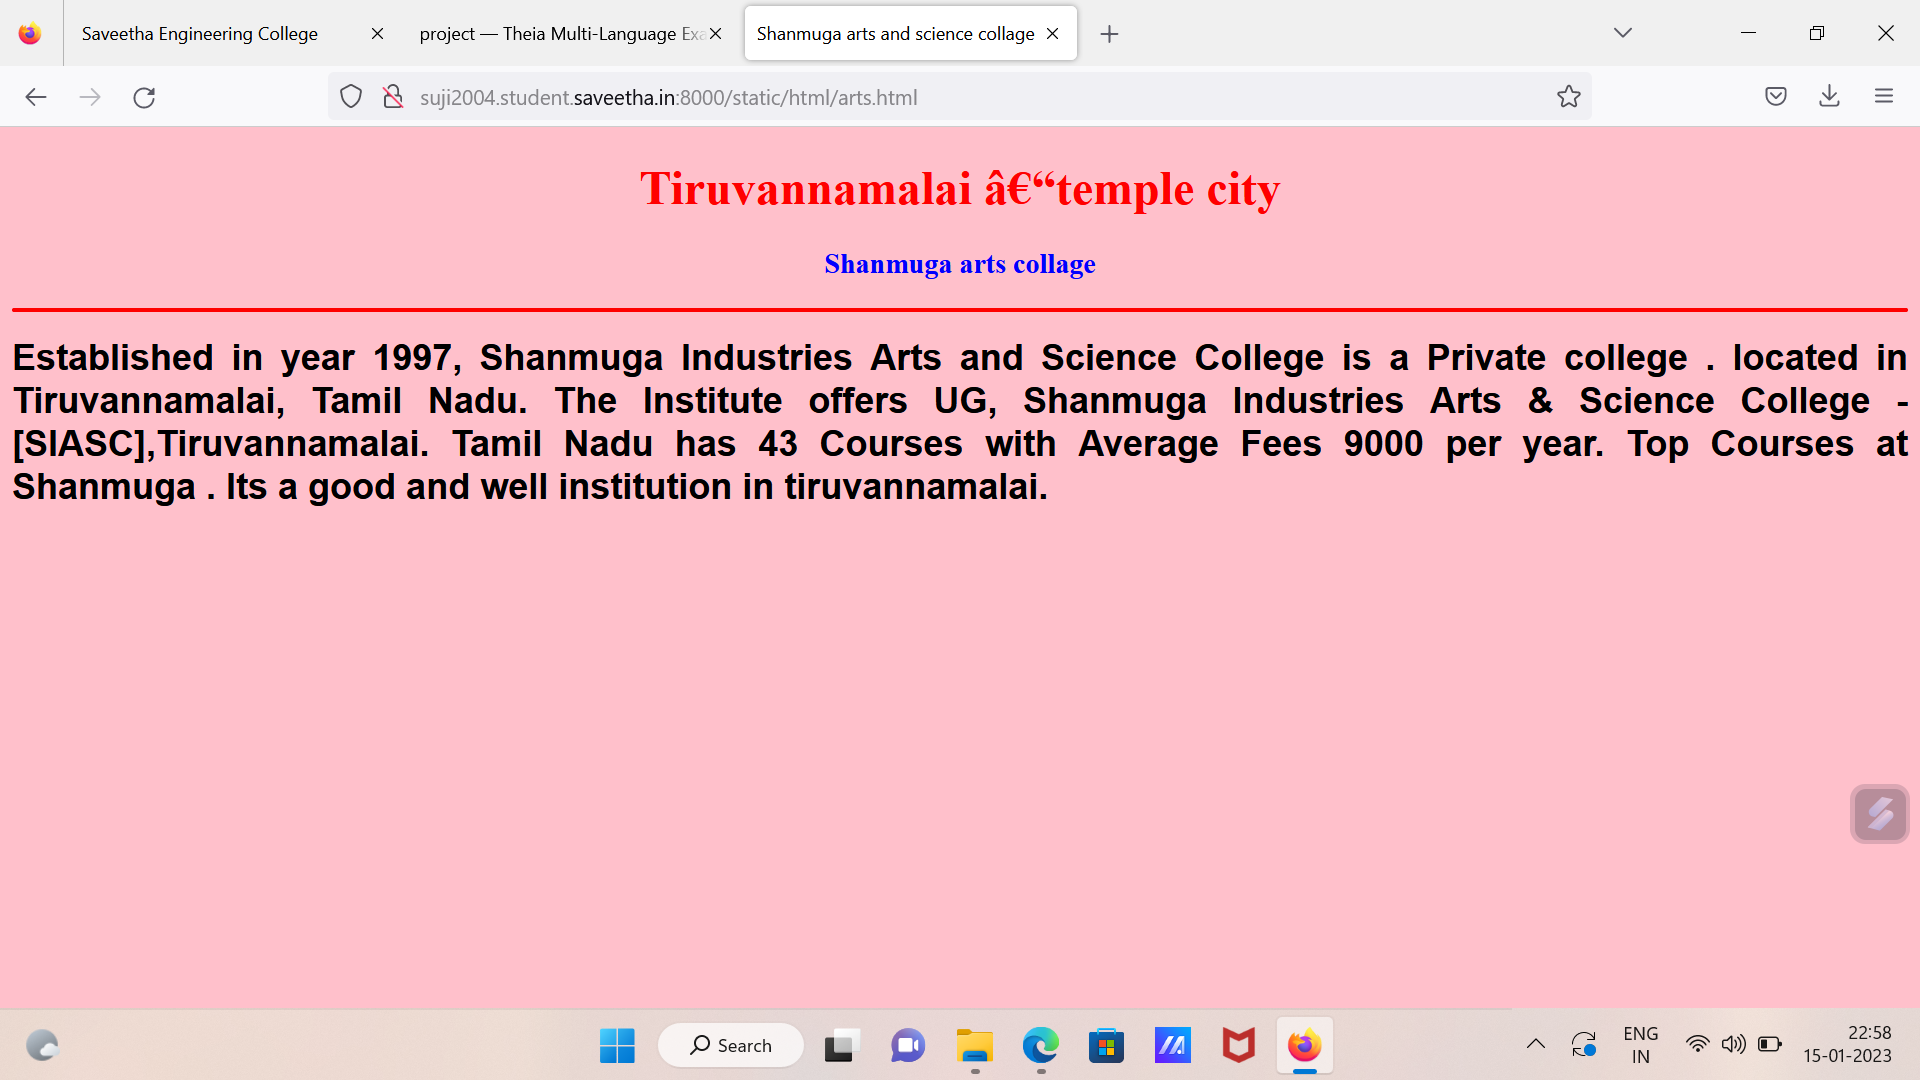 Saveetha Engineering College
project — Theia Multi-Language Exa
Shanmuga arts and science collage
suji2004.student.saveetha.in:8000/static/html/arts.html
Tiruvannamalai â€“temple city
Shanmuga arts collage
Established in year 1997, Shanmuga Industries Arts and Science College is a Private college . located in
Tiruvannamalai, Tamil Nadu. The Institute offers UG, Shanmuga Industries Arts & Science College -
[SIASC],Tiruvannamalai. Tamil Nadu has 43 Courses with Average Fees 9000 per year. Top Courses at
Shanmuga . Its a good and well institution in tiruvannamalai.
Search
ENG
IN
22:58
15-01-2023